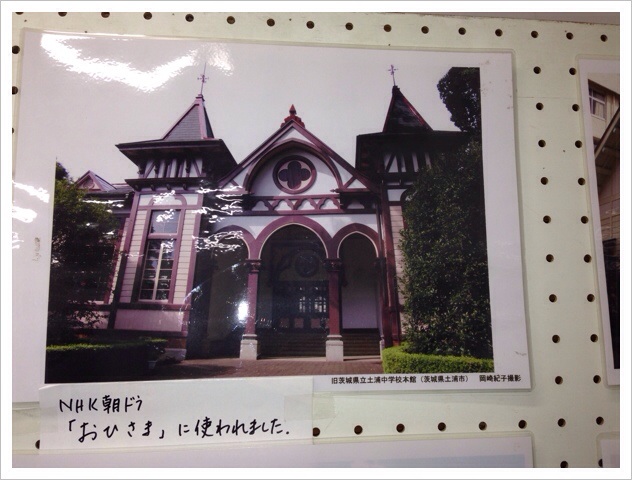 旧茨城県立土浦中学校本館（茨城県土浦市）　岡崎紀子撮影
NHK朝ドラ
「おひさま」に使われました.